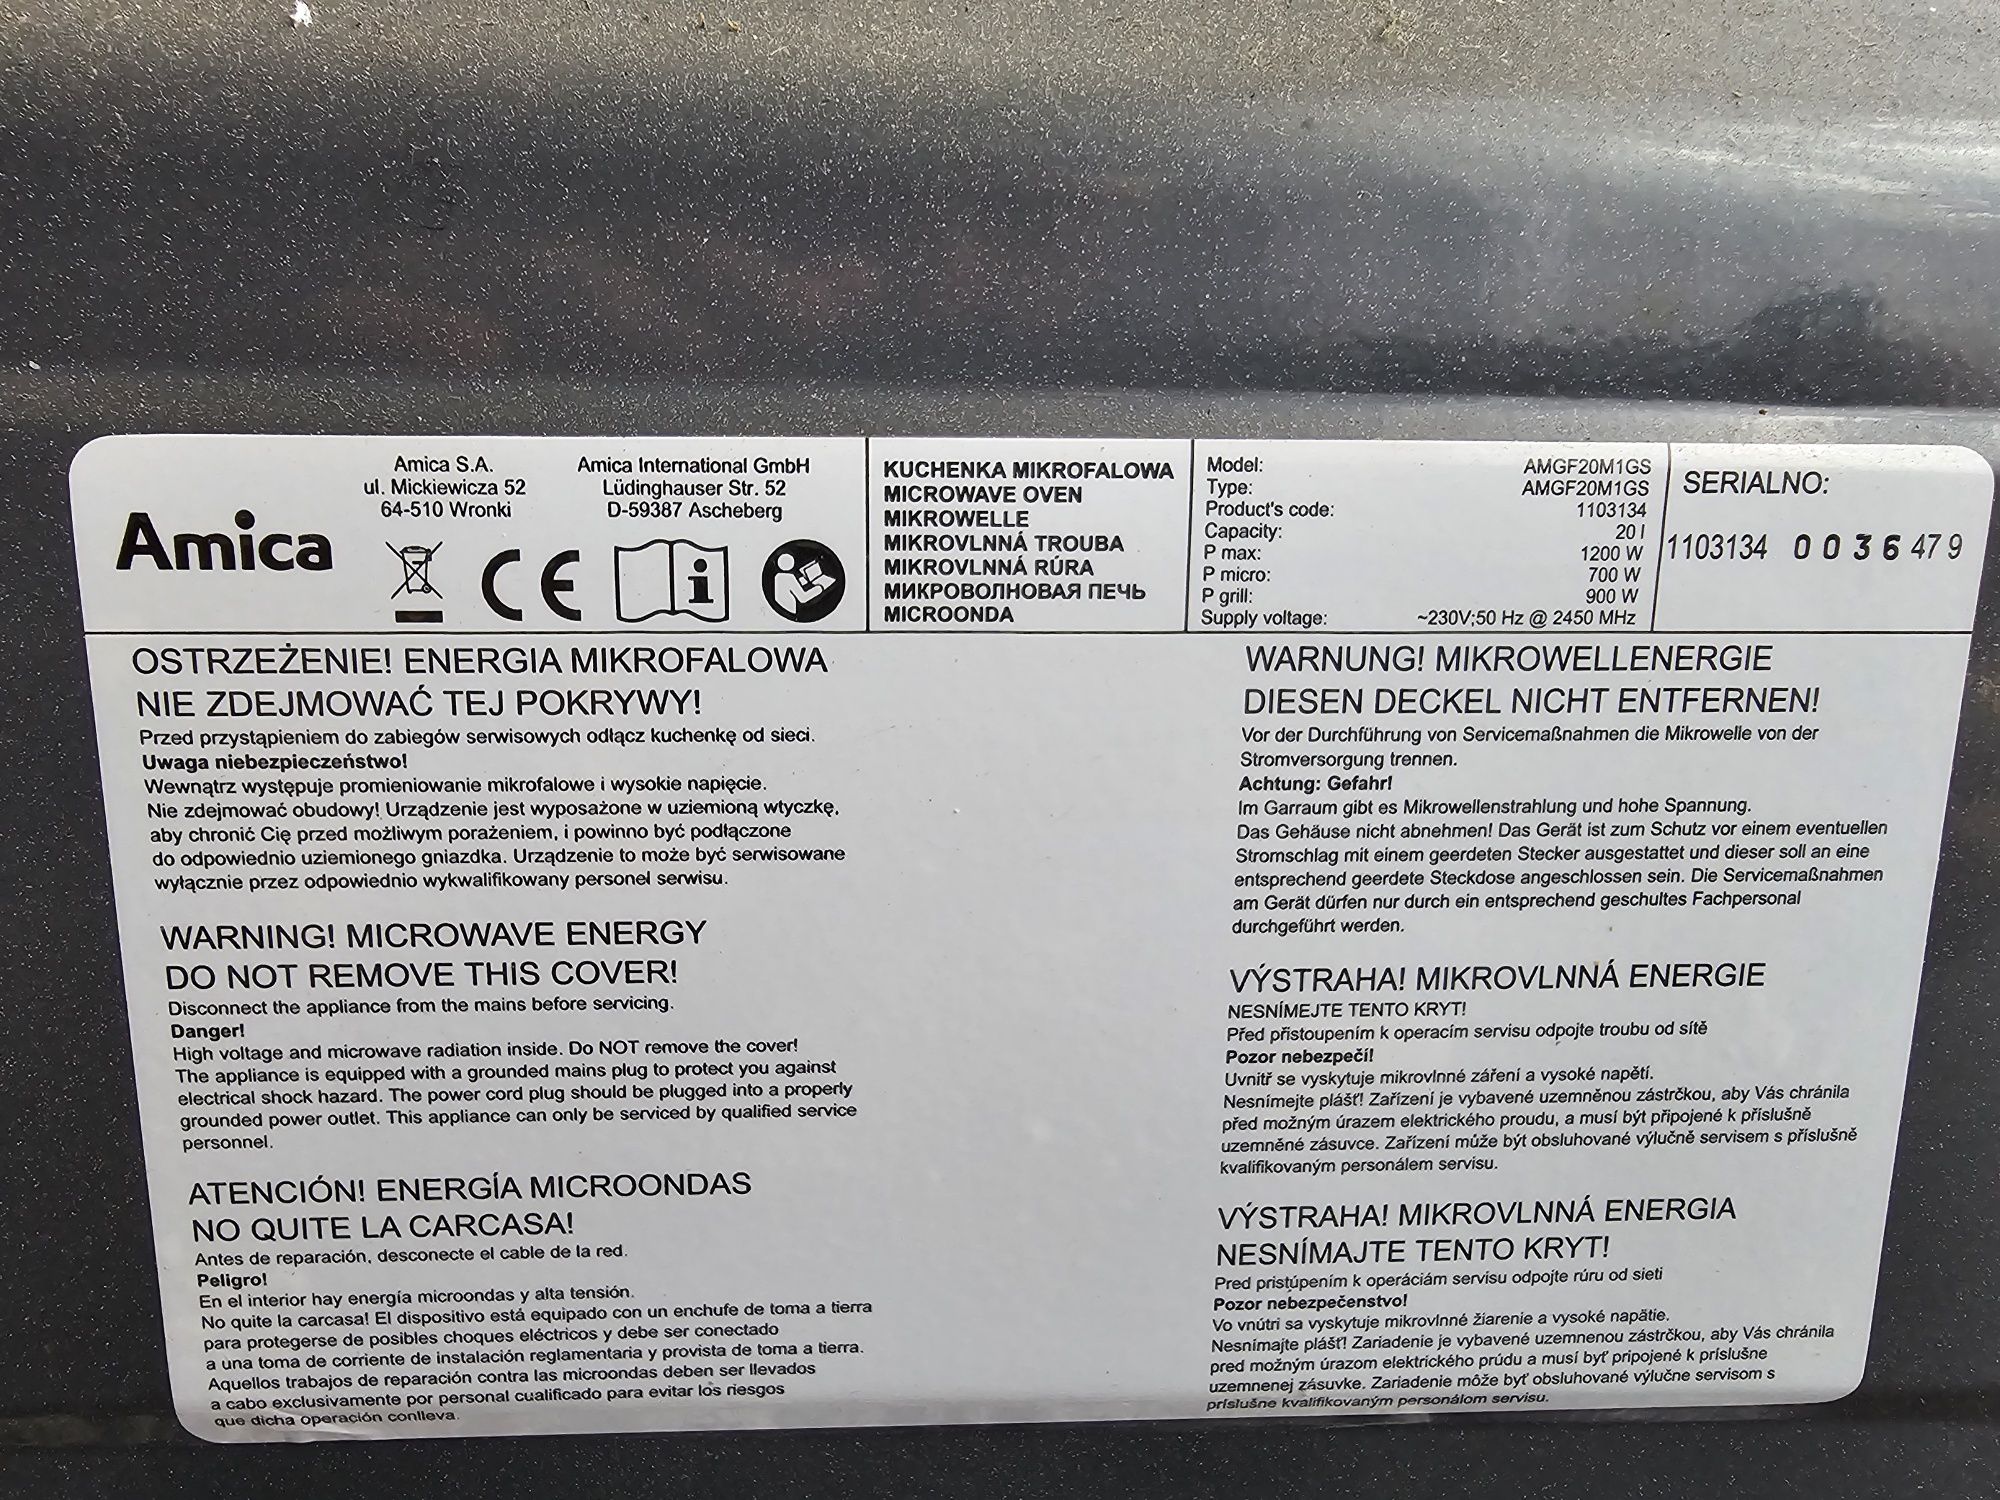 Amica
Amica S.A.
ul. Mickiewicza 52
64-510 Wronki
Amica International GmbH
Lüdinghauser Str. 52
D-59387 Ascheberg
CE
KUCHENKA MIKROFALOWA
MICROWAVE OVEN
MIKROWELLE
MIKROVLNNÁ TROUBA
MIKROVLNNÁ RÚRA
МИКРОВОЛНОВАЯ ПЕЧЬ
MICROONDA
Model: AMGF20M1GS
Type: AMGF20M1GS
Product's code: 1103134
Capacity: 20 l
P max: 1200 W
P micro: 700 W
P grill: 900 W
Supply voltage: ~230V;50 Hz @ 2450 MHz
SERIALNO:
1103134 0036479
OSTRZEŻENIE! ENERGIA MIKROFALOWA
NIE ZDEJMOWAĆ TEJ POKRYWY!
Przed przystąpieniem do zabiegów serwisowych odłącz kuchenkę od sieci.
Uwaga niebezpieczeństwo!
Wewnątrz występuje promieniowanie mikrofalowe i wysokie napięcie.
Nie zdejmować obudowy! Urządzenie jest wyposażone w uziemioną wtyczkę,
aby chronić Cię przed możliwym porażeniem, i powinno być podłączone
do odpowiednio uziemionego gniazdka. Urządzenie to może być serwisowane
wyłącznie przez odpowiednio wykwalifikowany personel serwisu.
WARNING! MICROWAVE ENERGY
DO NOT REMOVE THIS COVER!
Disconnect the appliance from the mains before servicing.
Danger!
High voltage and microwave radiation inside. Do NOT remove the cover!
The appliance is equipped with a grounded mains plug to protect you against
electrical shock hazard. The power cord plug should be plugged into a properly
grounded power outlet. This appliance can only be serviced by qualified service
personnel.
ATENCIÓN! ENERGÍA MICROONDAS
NO QUITE LA CARCASA!
Antes de reparación, desconecte el cable de la red.
Peligro!
En el interior hay energía microondas y alta tensión.
No quite la carcasa! El dispositivo está equipado con un enchufe de toma a tierra
para protegerse de posibles choques eléctricos y debe ser conectado
a una toma de corriente de instalación reglamentaria y provista de toma a tierra.
Aquellos trabajos de reparación contra las microondas deben ser llevados
a cabo exclusivamente por personal cualificado para evitar los riesgos
que dicha operación conlleva.
WARNUNG! MIKROWELLENERGIE
DIESEN DECKEL NICHT ENTFERNEN!
Vor der Durchführung von Servicemaßnahmen die Mikrowelle von der
Stromversorgung trennen.
Achtung: Gefahr!
Im Garraum gibt es Mikrowellenstrahlung und hohe Spannung.
Das Gehäuse nicht abnehmen! Das Gerät ist zum Schutz vor einem eventuellen
Stromschlag mit einem geerdeten Stecker ausgestattet und dieser soll an eine
entsprechend geerdete Steckdose angeschlossen sein. Die Servicemaßnahmen
am Gerät dürfen nur durch ein entsprechend geschultes Fachpersonal
durchgeführt werden.
VÝSTRAHA! MIKROVLNNÁ ENERGIE
NESNÍMEJTE TENTO KRYT!
Před přistoupením k operacím servisu odpojte troubu od sítě
Pozor nebezpečí!
Uvnitř se vyskytuje mikrovlnné záření a vysoké napětí.
Nesnímejte plášť! Zařízení je vybavené uzemněnou zástrčkou, aby Vás chránila
před možným úrazem elektrického proudu, a musí být připojené k příslušně
uzemněné zásuvce. Zařízení může být obsluhované výlučně servisem s příslušně
kvalifikovaným personálem servisu.
VÝSTRAHA! MIKROVLNNÁ ENERGIA
NESNÍMAJTE TENTO KRYT!
Pred pristúpením k operáciám servisu odpojte rúru od sieti
Pozor nebezpečenstvo!
Vo vnútri sa vyskytuje mikrovlnné žiarenie a vysoké napätie.
Nesnímajte plášť! Zariadenie je vybavené uzemnenou zástrčkou, aby Vás chránila
pred možným úrazom elektrického prúdu a musí byť pripojené k príslušne
uzemnenej zásuvke. Zariadenie môže byť obsluhované výlučne servisom s
príslušne kvalifikovaným personálom servisu.